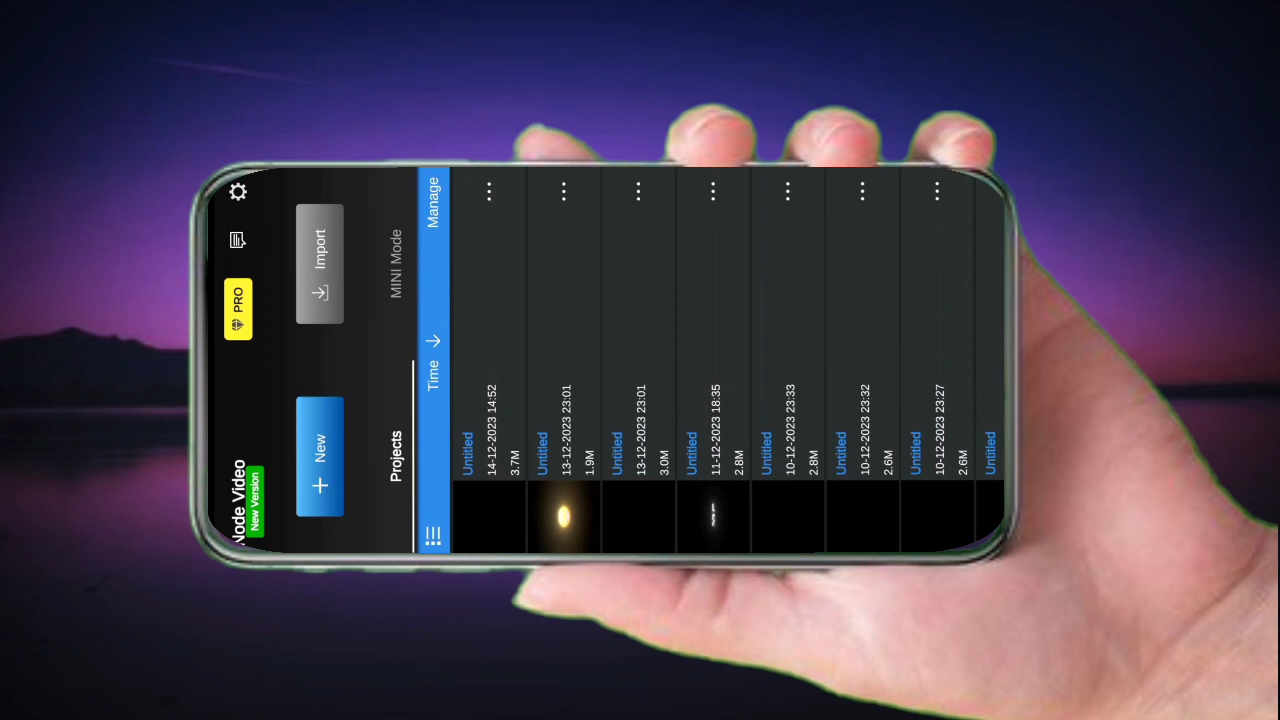 Node Video
New Version
PRO
New
Import
Projects
MINI Mode
Time
Manage
Untitled
14-12-2023 14:52
3.7M
Untitled
13-12-2023 23:01
1.9M
Untitled
13-12-2023 23:01
3.0M
Untitled
11-12-2023 18:35
2.8M
Untitled
10-12-2023 23:33
2.8M
Untitled
10-12-2023 23:32
2.6M
Untitled
10-12-2023 23:27
2.6M
Untitled